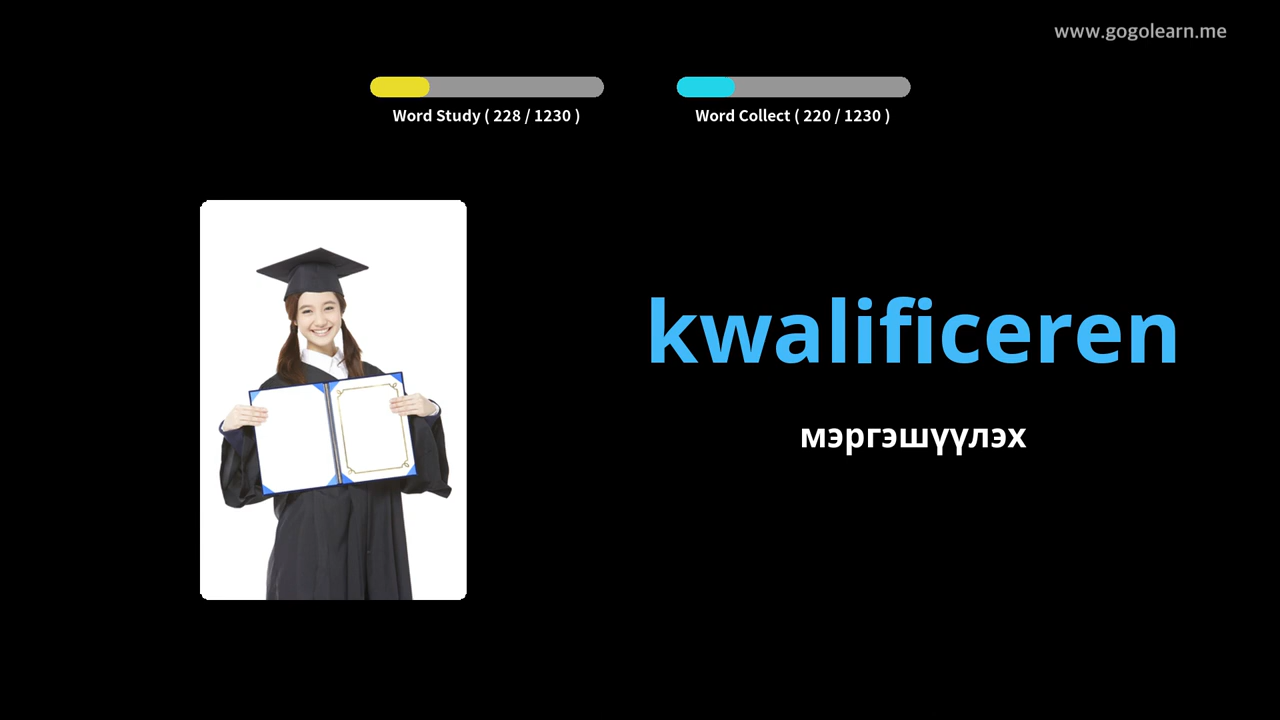 www.gogolearn.me
Word Study ( 228 / 1230 )
Word Collect ( 220 / 1230 )
kwalificeren
мэргэшүүлэх